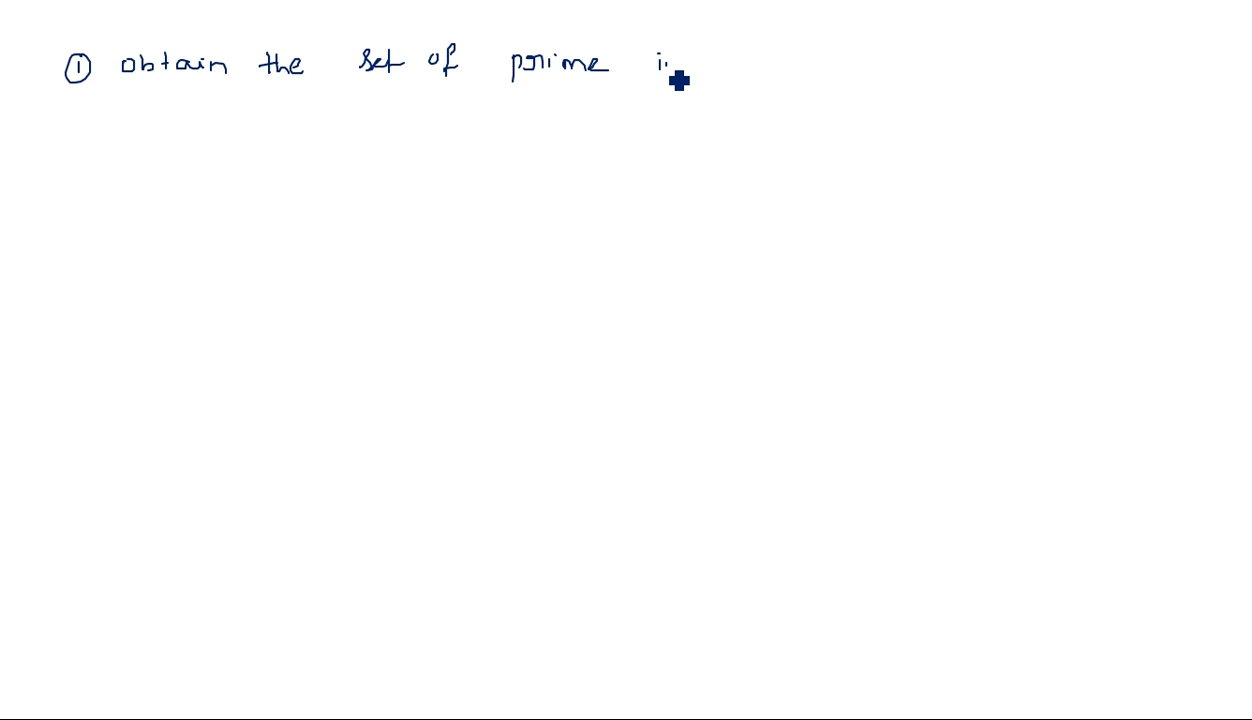 ① obtain the set of prime i